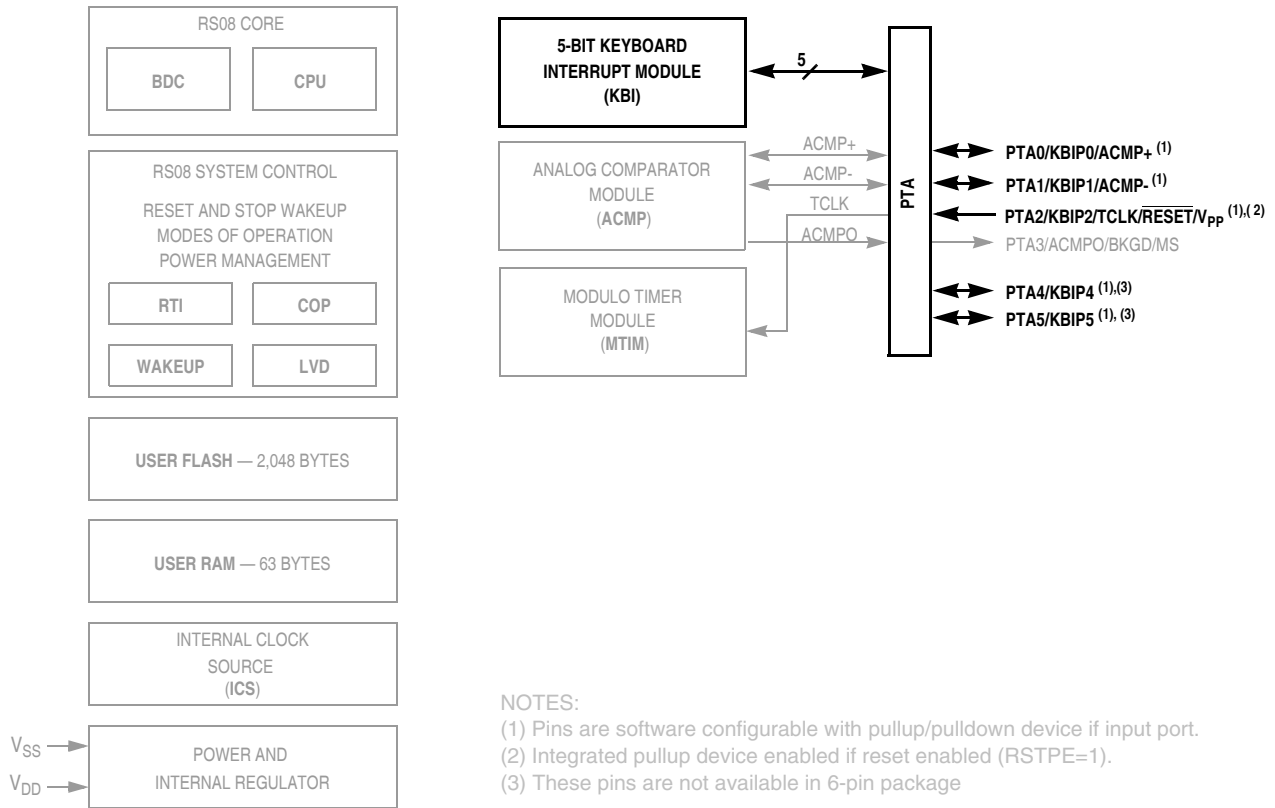 RS08 CORE
BDC
CPU
RS08 SYSTEM CONTROL
RESET AND STOP WAKEUP
MODES OF OPERATION
POWER MANAGEMENT
RTI
COP
WAKEUP
LVD
USER FLASH — 2,048 BYTES
USER RAM — 63 BYTES
INTERNAL CLOCK
SOURCE
(ICS)
VSS
VDD
POWER AND
INTERNAL REGULATOR
5-BIT KEYBOARD
INTERRUPT MODULE
(KBI)
5
ANALOG COMPARATOR
MODULE
(ACMP)
ACMP+
ACMP-
TCLK
ACMPO
MODULO TIMER
MODULE
(MTIM)
PTA
PTA0/KBIP0/ACMP+ (1)
PTA1/KBIP1/ACMP- (1)
PTA2/KBIP2/TCLK/RESET/VPP (1),( 2)
PTA3/ACMPO/BKGD/MS
PTA4/KBIP4 (1),(3)
PTA5/KBIP5 (1), (3)
NOTES:
(1) Pins are software configurable with pullup/pulldown device if input port.
(2) Integrated pullup device enabled if reset enabled (RSTPE=1).
(3) These pins are not available in 6-pin package